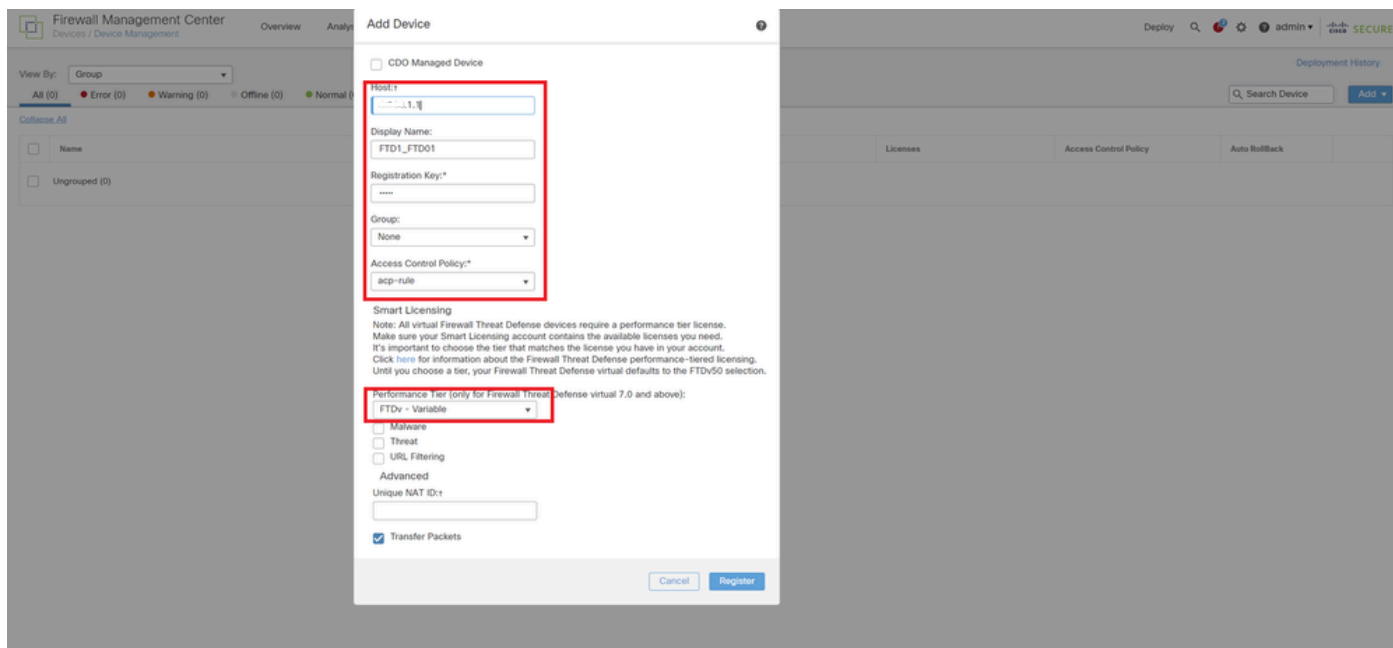 Firewall Management Center
Devices / Device Management
Overview
Analys
Deploy
admin
CISCO SECURE
View By:
Group
Deployment History
All (0)
Error (0)
Warning (0)
Offline (0)
Normal (
Search Device
Add
Collapse All
Name
Licenses
Access Control Policy
Auto RollBack
Ungrouped (0)
Add Device
CDO Managed Device
Host:†
.1.1
Display Name:
FTD1_FTD01
Registration Key:*
.....
Group:
None
Access Control Policy:*
acp-rule
Smart Licensing
Note: All virtual Firewall Threat Defense devices require a performance tier license.
Make sure your Smart Licensing account contains the available licenses you need.
It's important to choose the tier that matches the license you have in your account.
Click here for information about the Firewall Threat Defense performance-tiered licensing.
Until you choose a tier, your Firewall Threat Defense virtual defaults to the FTDv50 selection.
Performance Tier (only for Firewall Threat Defense virtual 7.0 and above):
FTDv - Variable
Malware
Threat
URL Filtering
Advanced
Unique NAT ID:†
Transfer Packets
Cancel
Register